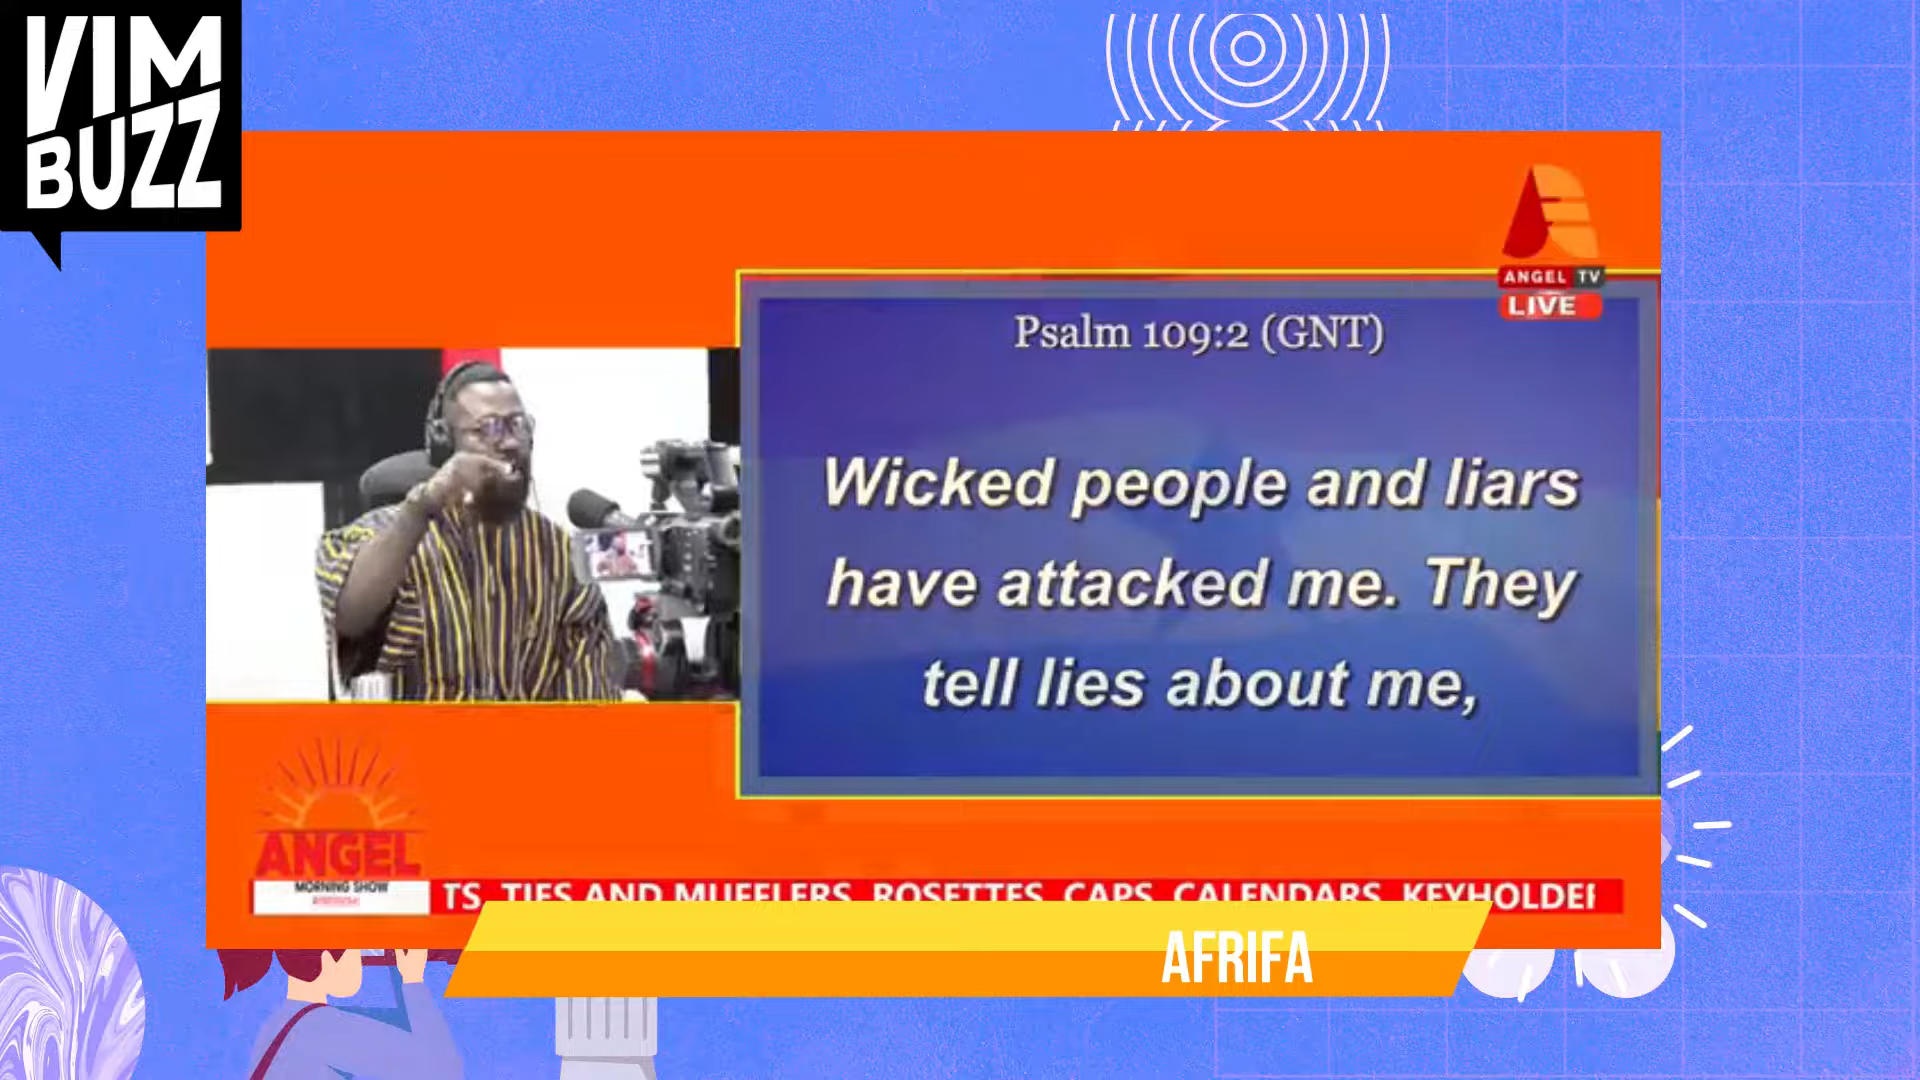 VIM
BUZZ
ANGEL TV
LIVE
Psalm 109:2 (GNT)
Wicked people and liars
have attacked me. They
tell lies about me,
ANGEL
MORNING SHOW
TS, TIES AND MUFFLERS, ROSETTES, CAPS, CALENDARS, KEYHOLDER
AFRIFA